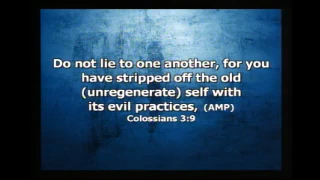 Do not lie to one another, for you
have stripped off the old
(unregenerate) self with
its evil practices, (AMP)
Colossians 3:9